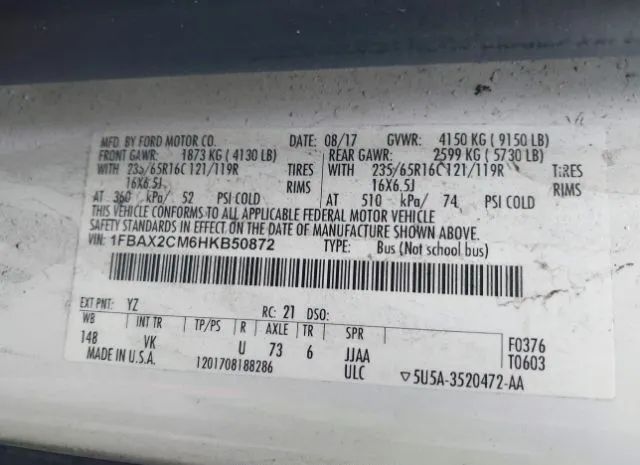 MFD. BY FORD MOTOR CO. DATE: 08/17 GVWR: 4150 KG ( 9150 LB)
FRONT GAWR: 1873 KG ( 4130 LB) REAR GAWR: 2599 KG ( 5730 LB)
WITH 235/65R16C 121/119R TIRES WITH 235/65R16C 121/119R TIRES
16X6.5J RIMS 16X6.5J RIMS
AT 360 kPa/ 52 PSI COLD AT 510 kPa/ 74 PSI COLD
THIS VEHICLE CONFORMS TO ALL APPLICABLE FEDERAL MOTOR VEHICLE
SAFETY STANDARDS IN EFFECT ON THE DATE OF MANUFACTURE SHOWN ABOVE.
VIN: 1FBAX2CM6HKB50872 TYPE: Bus (Not school bus)
EXT PNT: YZ RC: 21 DSO:
WB INT TR TP/PS R AXLE TR SPR F0376
148 VK U 73 6 JJAA T0603
MADE IN U.S.A. 1201708188286 ULC ▽5U5A-3520472-AA